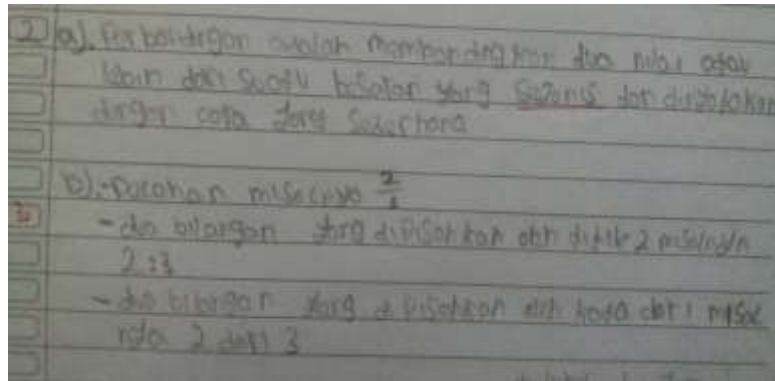 2 a). Perbandingan adalah membandingkan dua nilai atau
lebih dari suatu besaran yang sejenis dan dinyatakan
dengan cara yang sederhana
b). - pecahan misalnya 2/3
- dua bilangan yang dipisahkan oleh titik 2 misalnya
2:3
- dua bilangan yang dipisahkan oleh kata dari misal
nya 2 dari 3